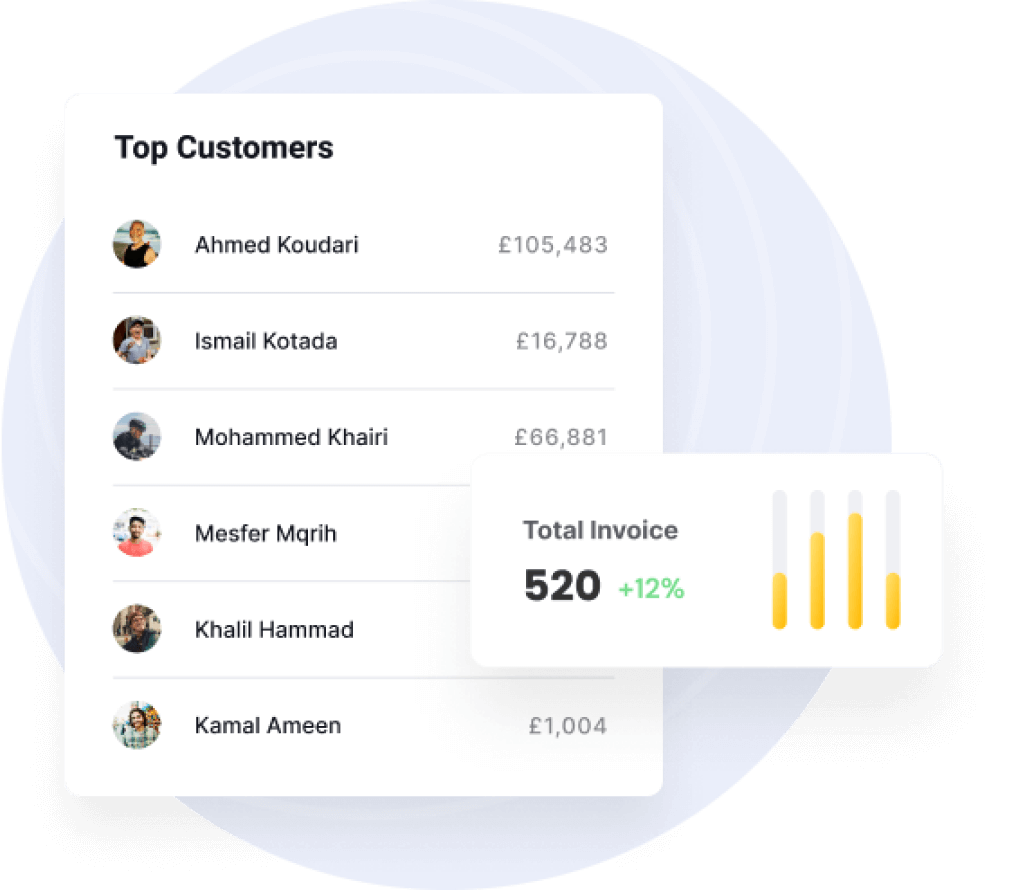 Top Customers
Ahmed Koudari £105,483
Ismail Kotada £16,788
Mohammed Khairi £66,881
Mesfer Mqrih
Khalil Hammad
Kamal Ameen £1,004
Total Invoice
520 +12%